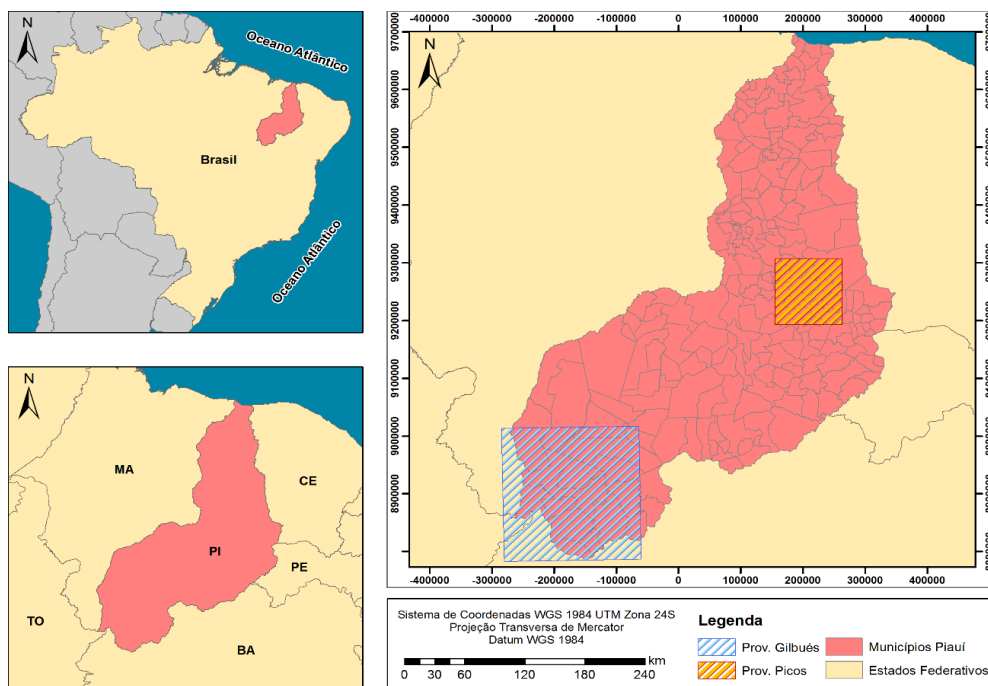 N
Oceano Atlântico
Brasil
Oceano Atlântico
N
MA
CE
PI
PE
TO
BA
-400000 -300000 -200000 -100000 0 100000 200000 300000 400000
N
9700000
9600000
9500000
9400000
9300000
9200000
9100000
9000000
8900000
-400000 -300000 -200000 -100000 0 100000 200000 300000 400000
Sistema de Coordenadas WGS 1984 UTM Zona 24S
Projeção Transversa de Mercator
Datum WGS 1984
km
0 30 60 120 180 240
Legenda
Prov. Gilbués
Municípios Piauí
Prov. Picos
Estados Federativos